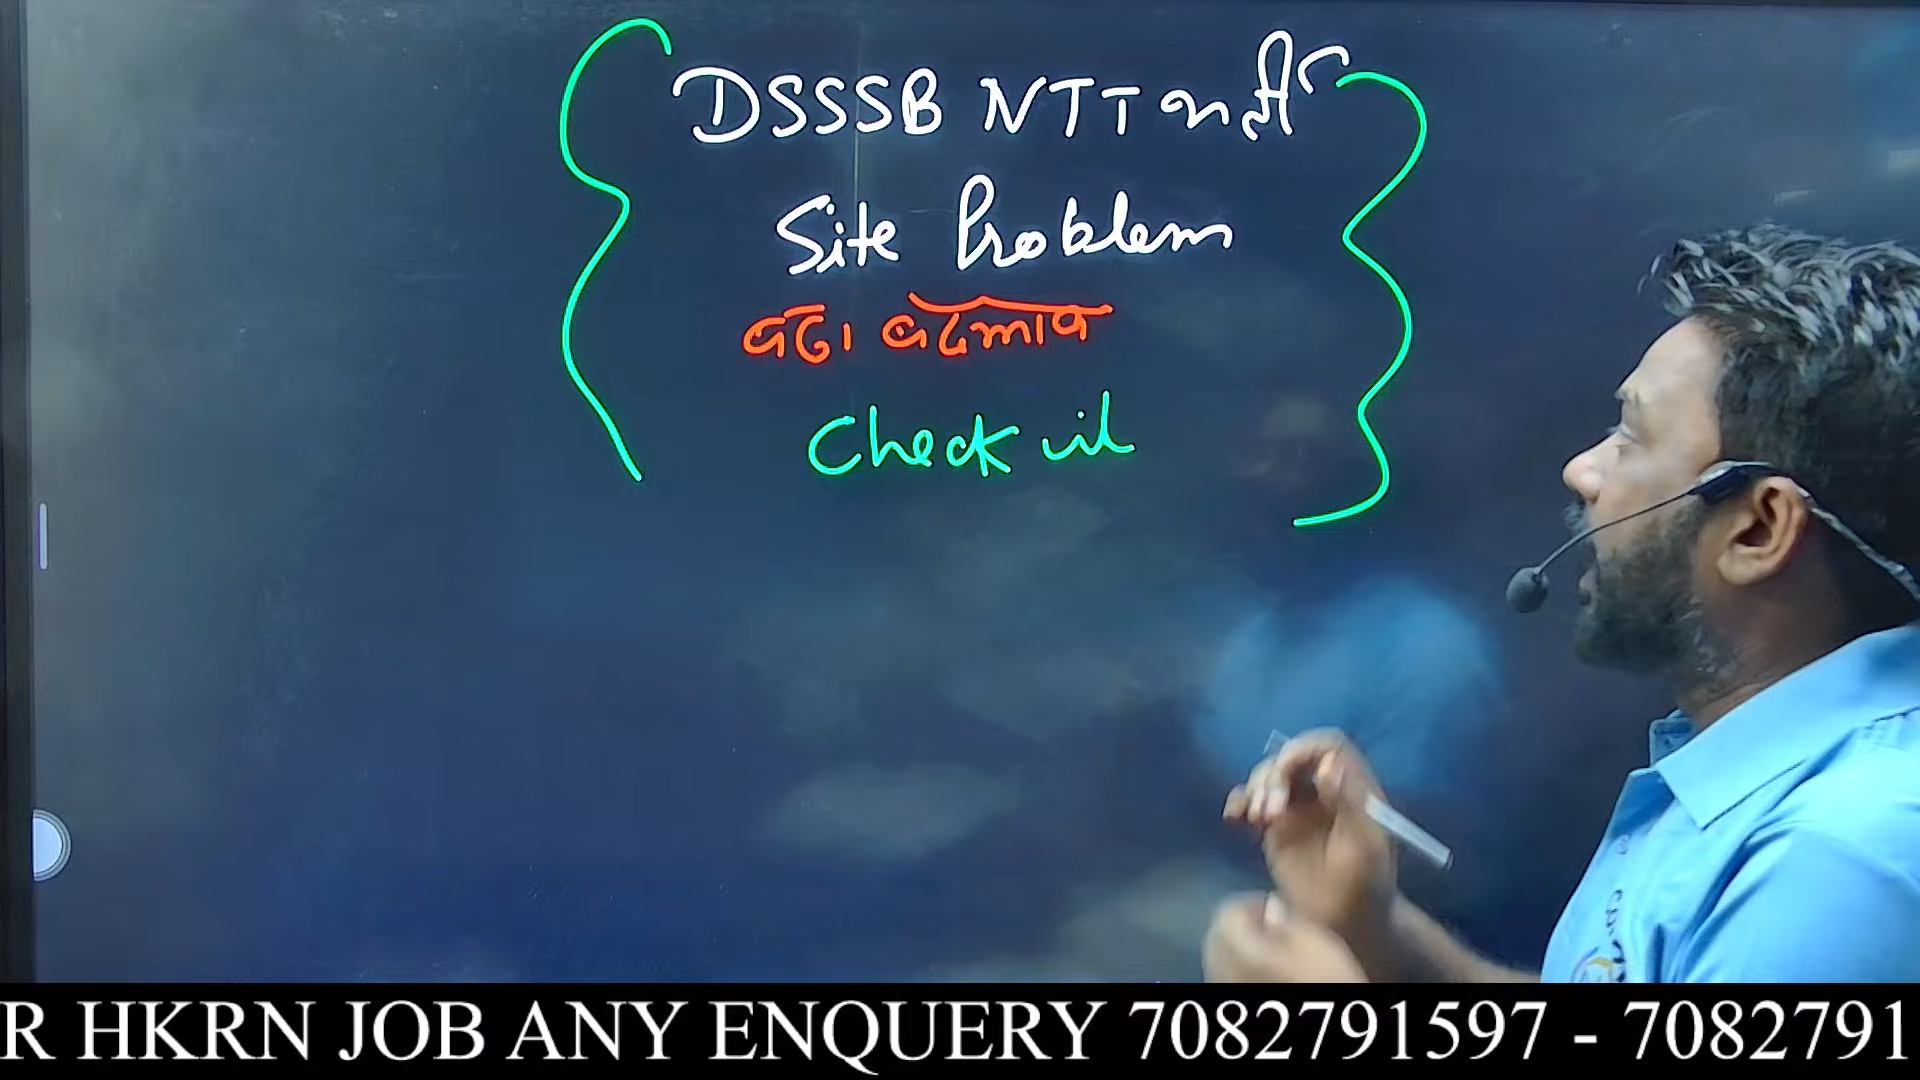 DSSSB NTT भर्ती
Site Problem
बड़ा बदलाव
Check it
R HKRN JOB ANY ENQUERY 7082791597 - 7082791